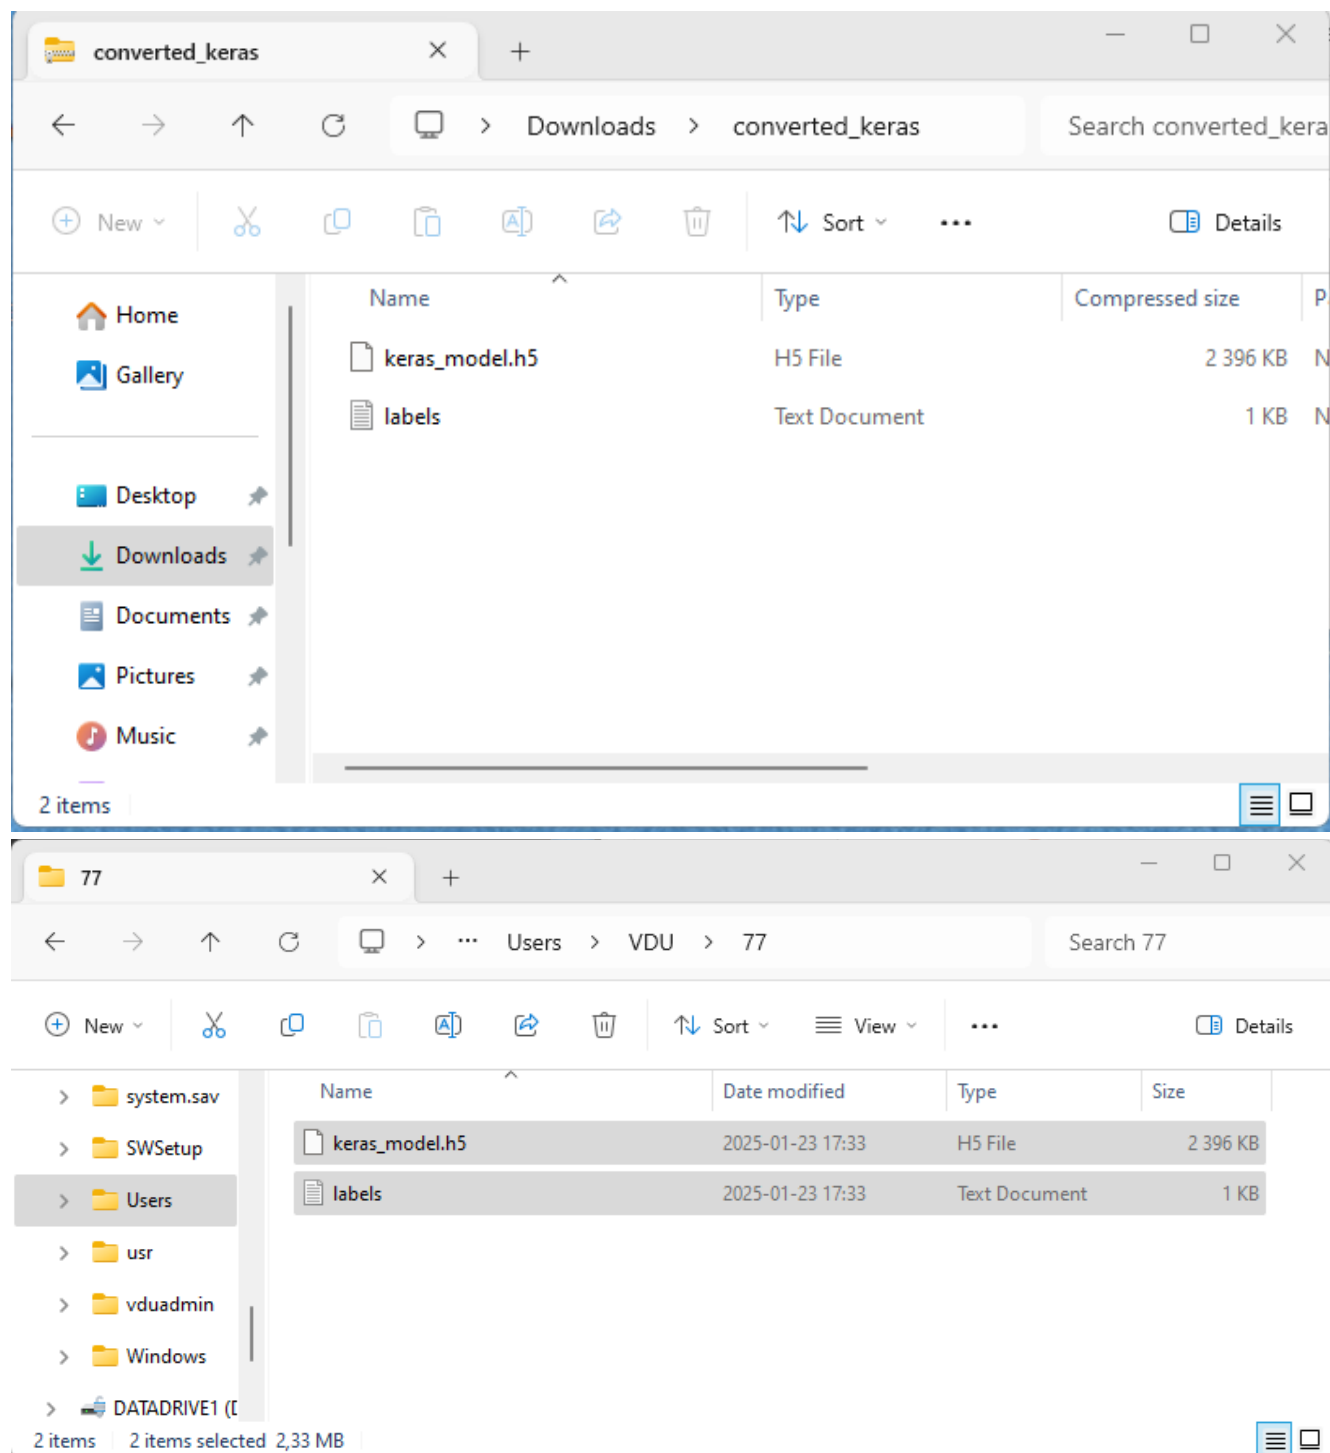 converted_keras
Downloads > converted_keras
Search converted_kera
New
Sort
Details
Home
Gallery
Desktop
Downloads
Documents
Pictures
Music
Name Type Compressed size P
keras_model.h5 H5 File 2 396 KB N
labels Text Document 1 KB N
2 items
77
Users > VDU > 77
Search 77
New
Sort
View
Details
system.sav
SWSetup
Users
usr
vduadmin
Windows
DATADRIVE1 (D
Name Date modified Type Size
keras_model.h5 2025-01-23 17:33 H5 File 2 396 KB
labels 2025-01-23 17:33 Text Document 1 KB
2 items 2 items selected 2,33 MB